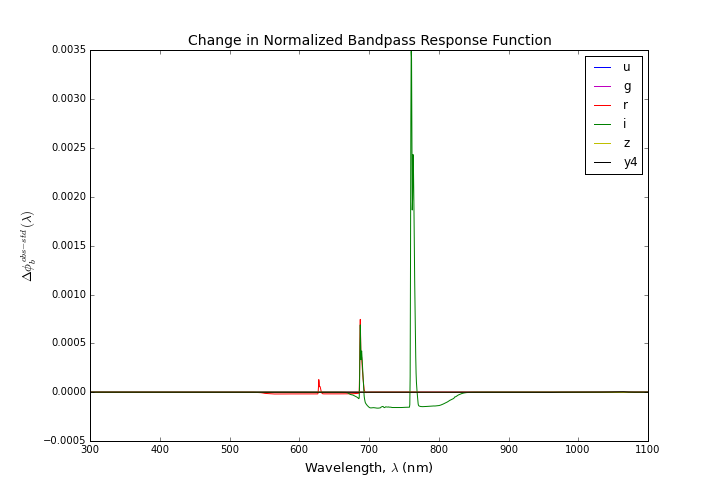 Change in Normalized Bandpass Response Function
0.0035
0.0030
0.0025
0.0020
0.0015
0.0010
0.0005
0.0000
−0.0005
Δϕ_b^{obs−std}(λ)
u
g
r
i
z
y4
300 400 500 600 700 800 900 1000 1100
Wavelength, λ (nm)